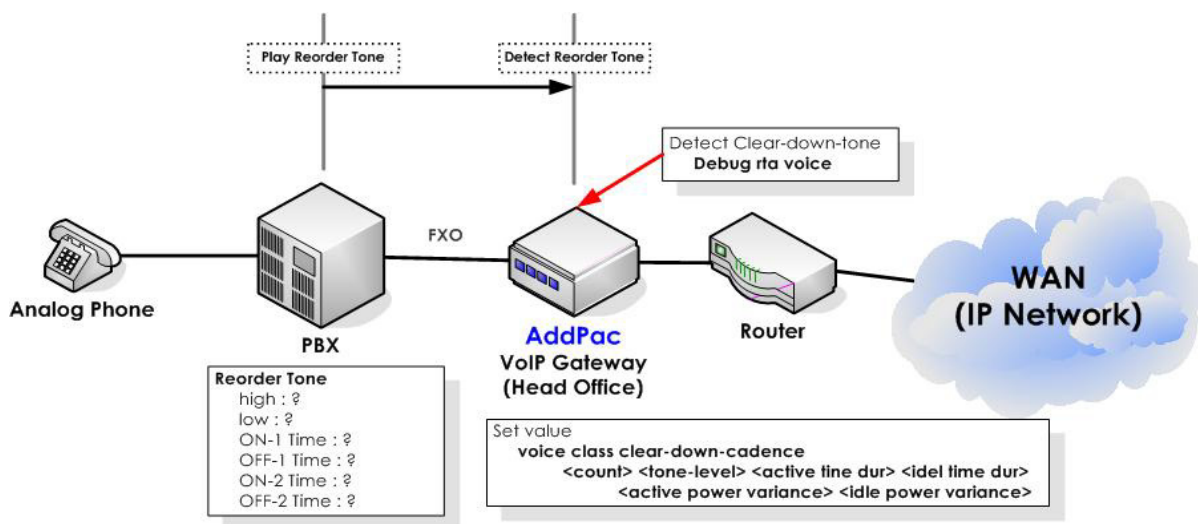 Play Reorder Tone
Detect Reorder Tone
Detect Clear-down-tone
Debug rta voice
FXO
Analog Phone
PBX
AddPac
VoIP Gateway
(Head Office)
Router
WAN
(IP Network)
Reorder Tone
high : ?
low : ?
ON-1 Time : ?
OFF-1 Time : ?
ON-2 Time : ?
OFF-2 Time : ?
Set value
voice class clear-down-cadence
<count> <tone-level> <active tine dur> <idel time dur>
<active power variance> <idle power variance>